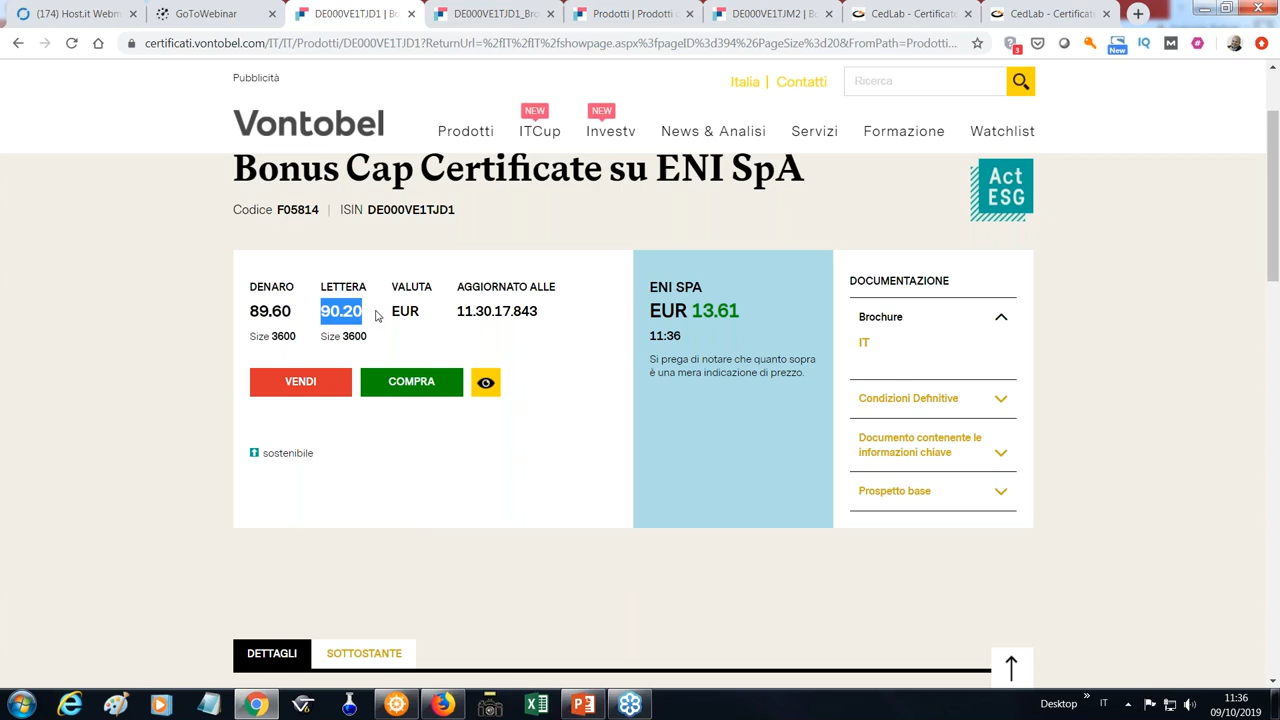 (174) Host.it Webm
GoToWebinar
DE000VE1TJD1 | Bo
DE000VE1TJD1_Bro
Prodotti | Prodotti e
DE000VE1TJM2 | Bo
CedLab - Certificate
CedLab - Certificate
certificati.vontobel.com/IT/IT/Prodotti/DE000VE1TJD1?ReturnUrl=%2fIT%2fIT%2fshowpage.aspx%3fpageID%3d394%26PageSize%3d20&FromPath=Prodotti...
3
New
IQ
M
Pubblicità
Italia | Contatti
Ricerca
Vontobel
NEW
NEW
Prodotti
ITCup
Investv
News & Analisi
Servizi
Formazione
Watchlist
Bonus Cap Certificate su ENI SpA
Codice F05814 | ISIN DE000VE1TJD1
Act
ESG
DENARO
LETTERA
VALUTA
AGGIORNATO ALLE
89.60
90.20
EUR
11.30.17.843
Size 3600
Size 3600
VENDI
COMPRA
sostenibile
ENI SPA
EUR 13.61
11:36
Si prega di notare che quanto sopra
è una mera indicazione di prezzo.
DOCUMENTAZIONE
Brochure
IT
Condizioni Definitive
Documento contenente le
informazioni chiave
Prospetto base
DETTAGLI
SOTTOSTANTE
Desktop
»
IT
11:36
09/10/2019